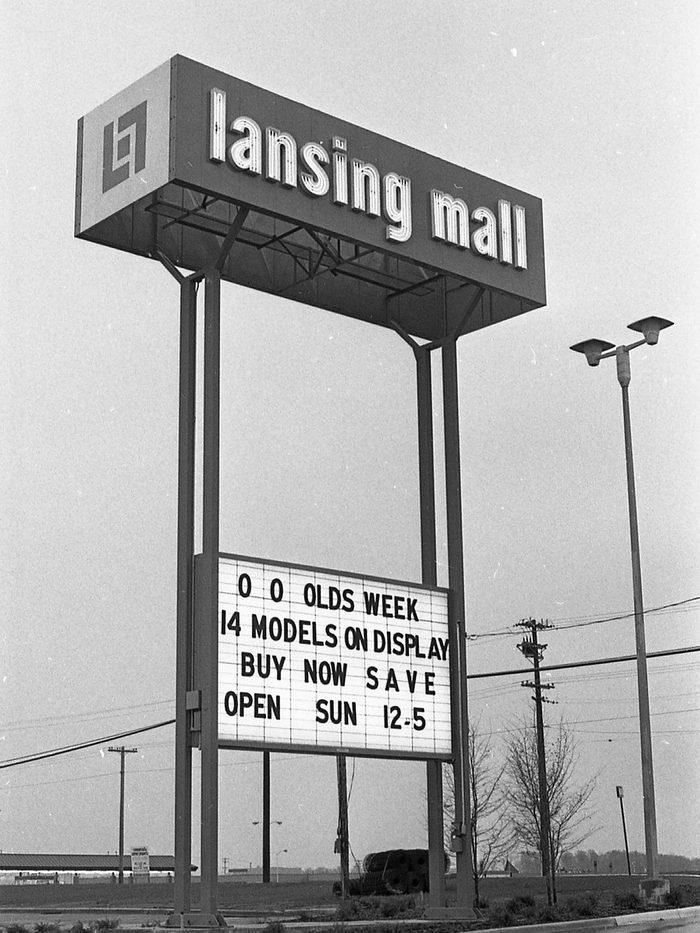 lansing mall
O O OLDS WEEK
14 MODELS ON DISPLAY
BUY NOW SAVE
OPEN SUN 12-5